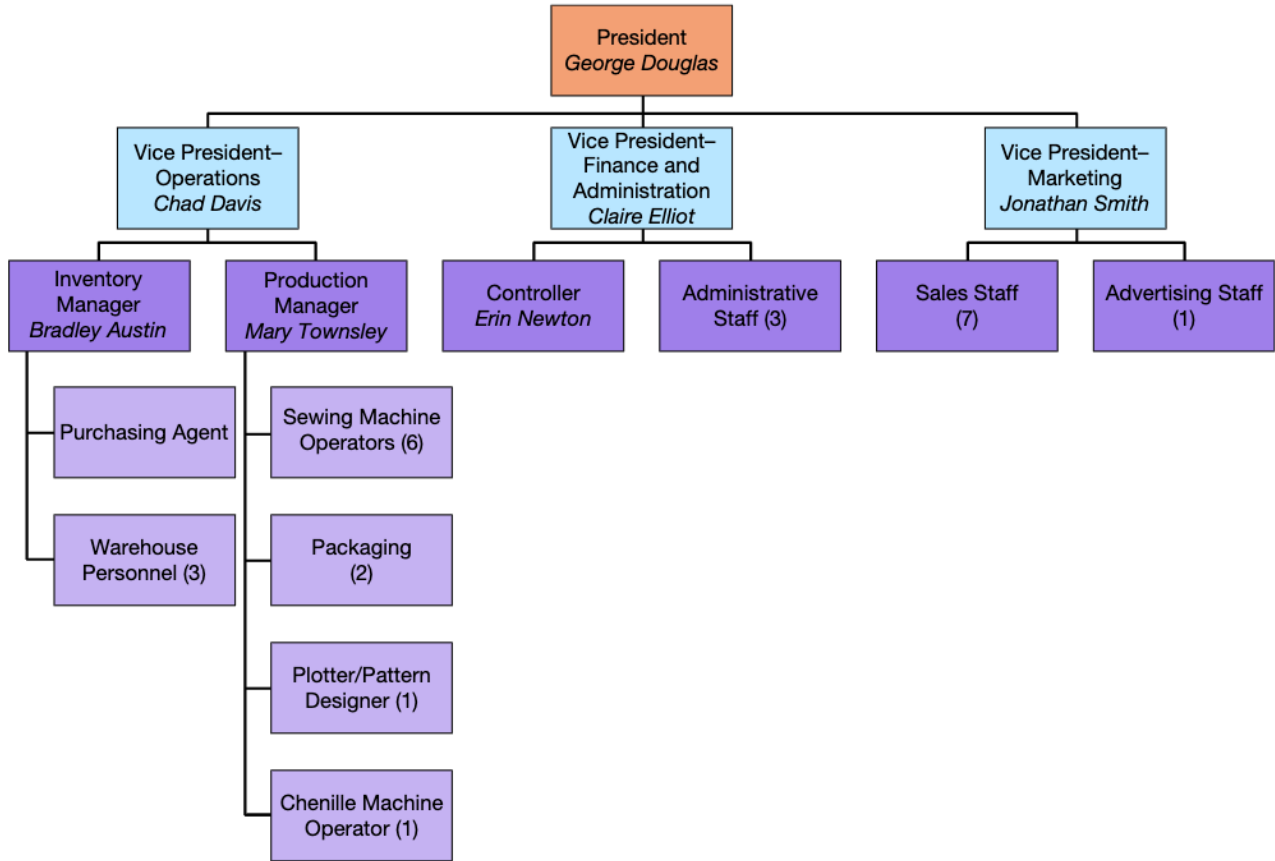 President
George Douglas
Vice President–
Operations
Chad Davis
Vice President–
Finance and
Administration
Claire Elliot
Vice President–
Marketing
Jonathan Smith
Inventory
Manager
Bradley Austin
Production
Manager
Mary Townsley
Controller
Erin Newton
Administrative
Staff (3)
Sales Staff
(7)
Advertising Staff
(1)
Purchasing Agent
Warehouse
Personnel (3)
Sewing Machine
Operators (6)
Packaging
(2)
Plotter/Pattern
Designer (1)
Chenille Machine
Operator (1)